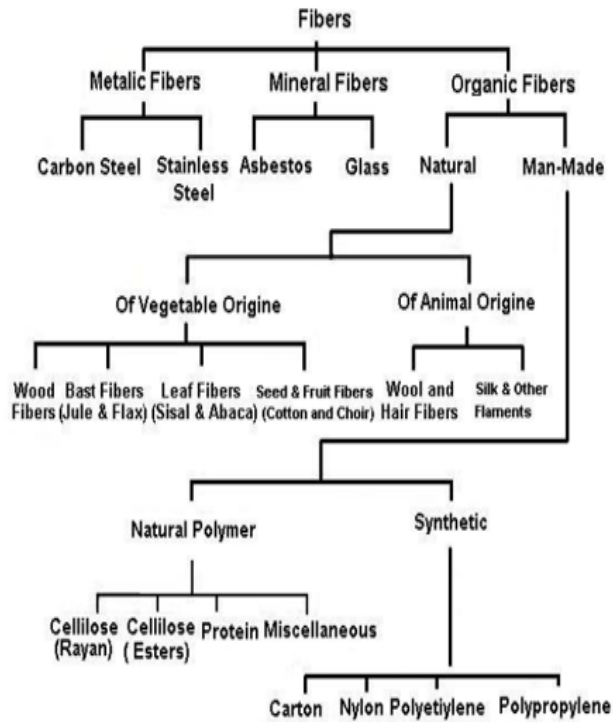 Fibers
Metalic Fibers
Mineral Fibers
Organic Fibers
Carbon Steel
Stainless
Steel
Asbestos
Glass
Natural
Man-Made
Of Vegetable Origine
Of Animal Origine
Wood
Fibers
Bast Fibers
(Jule & Flax)
Leaf Fibers
(Sisal & Abaca)
Seed & Fruit Fibers
(Cotton and Choir)
Wool and
Hair Fibers
Silk & Other
Flaments
Natural Polymer
Synthetic
Cellilose
(Rayan)
Cellilose
( Esters)
Protein
Miscellaneous
Carton
Nylon
Polyetiylene
Polypropylene